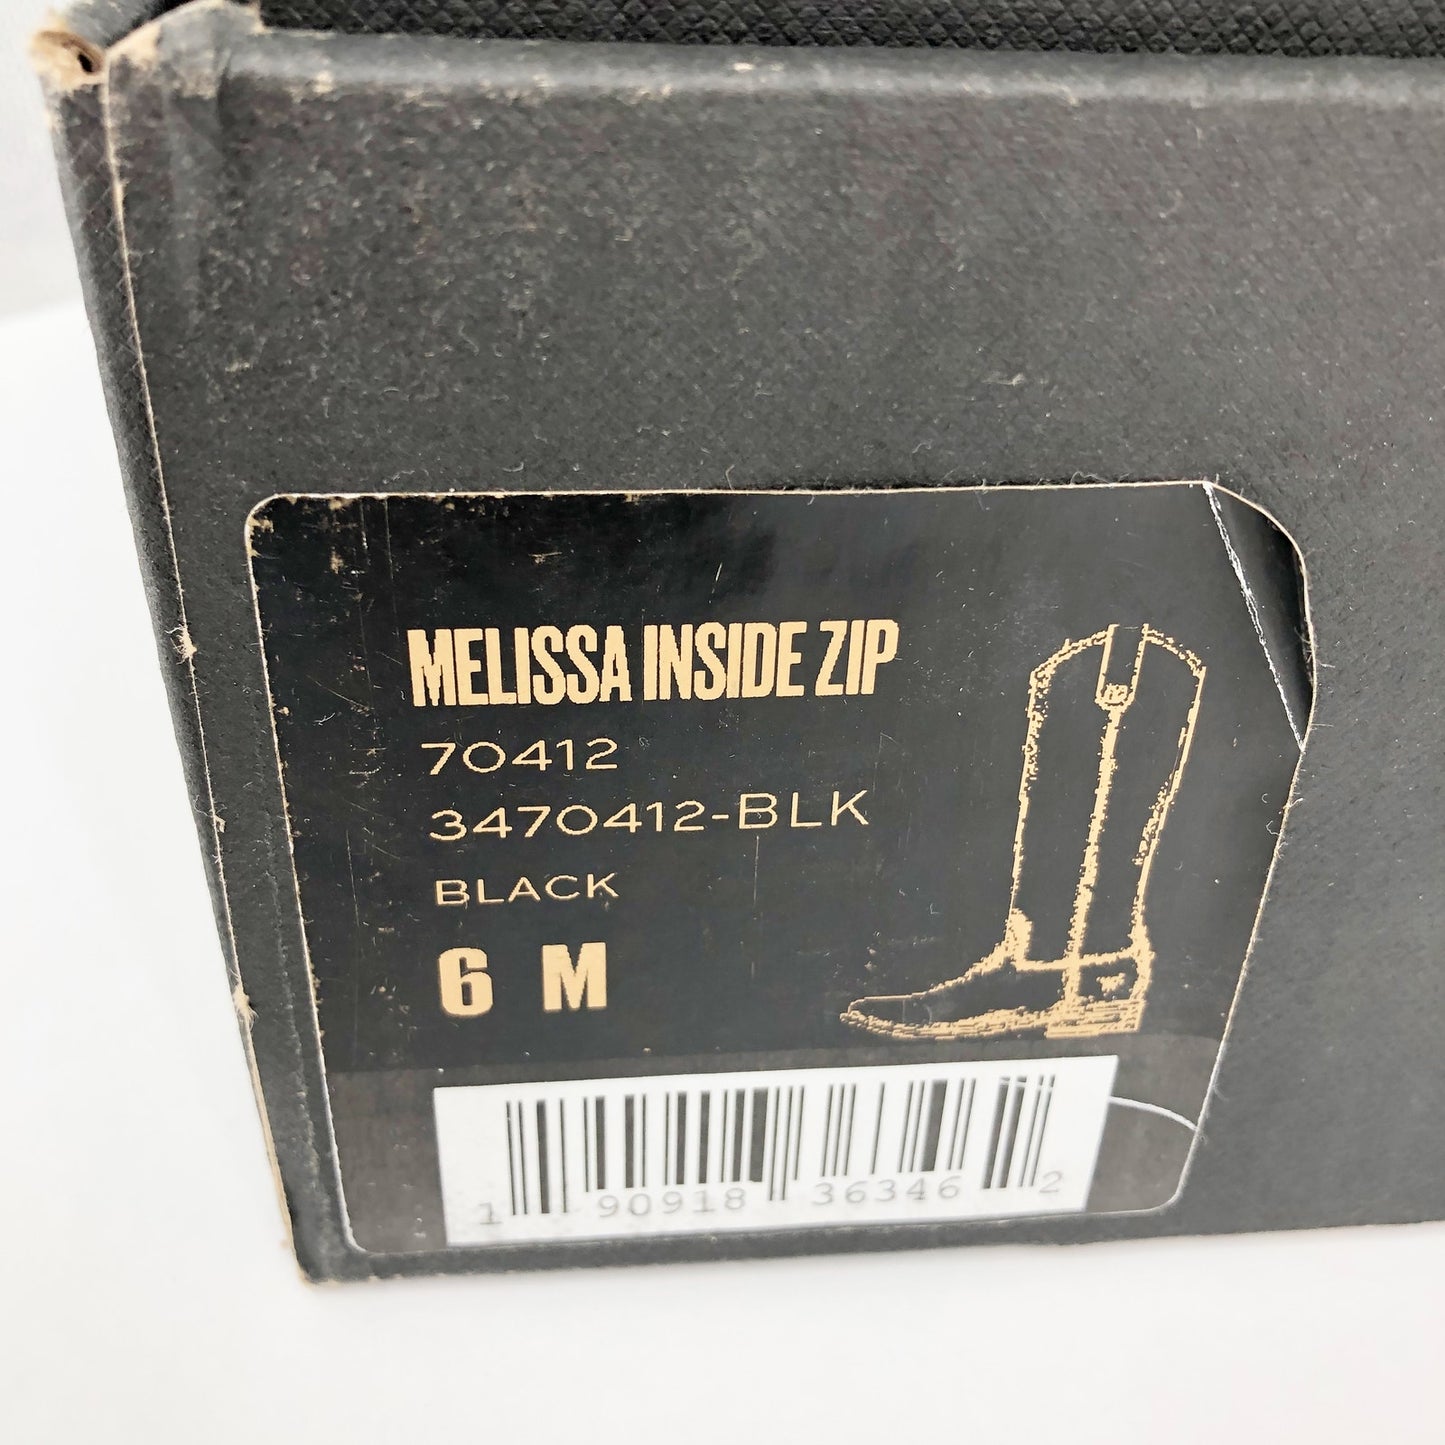 MELISSA INSIDE ZIP
70412
3470412-BLK
BLACK
6 M
1 90918 36346 2